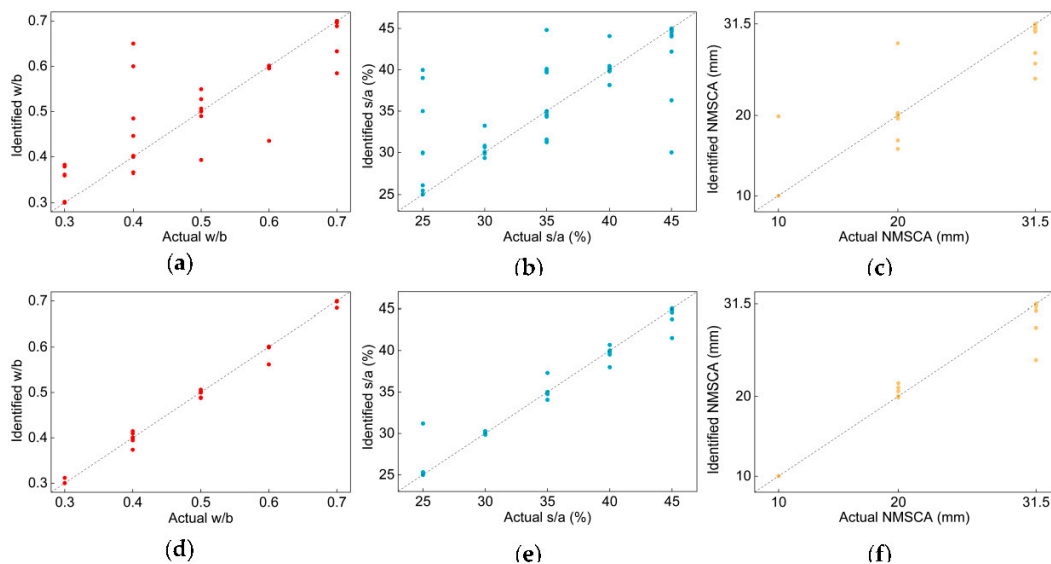 0.7
0.6
0.5
0.4
0.3
Identified w/b
0.3 0.4 0.5 0.6 0.7
Actual w/b
(a)
45
40
35
30
25
Identified s/a (%)
25 30 35 40 45
Actual s/a (%)
(b)
31.5
20
10
Identified NMSCA (mm)
10 20 31.5
Actual NMSCA (mm)
(c)
0.7
0.6
0.5
0.4
0.3
Identified w/b
0.3 0.4 0.5 0.6 0.7
Actual w/b
(d)
45
40
35
30
25
Identified s/a (%)
25 30 35 40 45
Actual s/a (%)
(e)
31.5
20
10
Identified NMSCA (mm)
10 20 31.5
Actual NMSCA (mm)
(f)